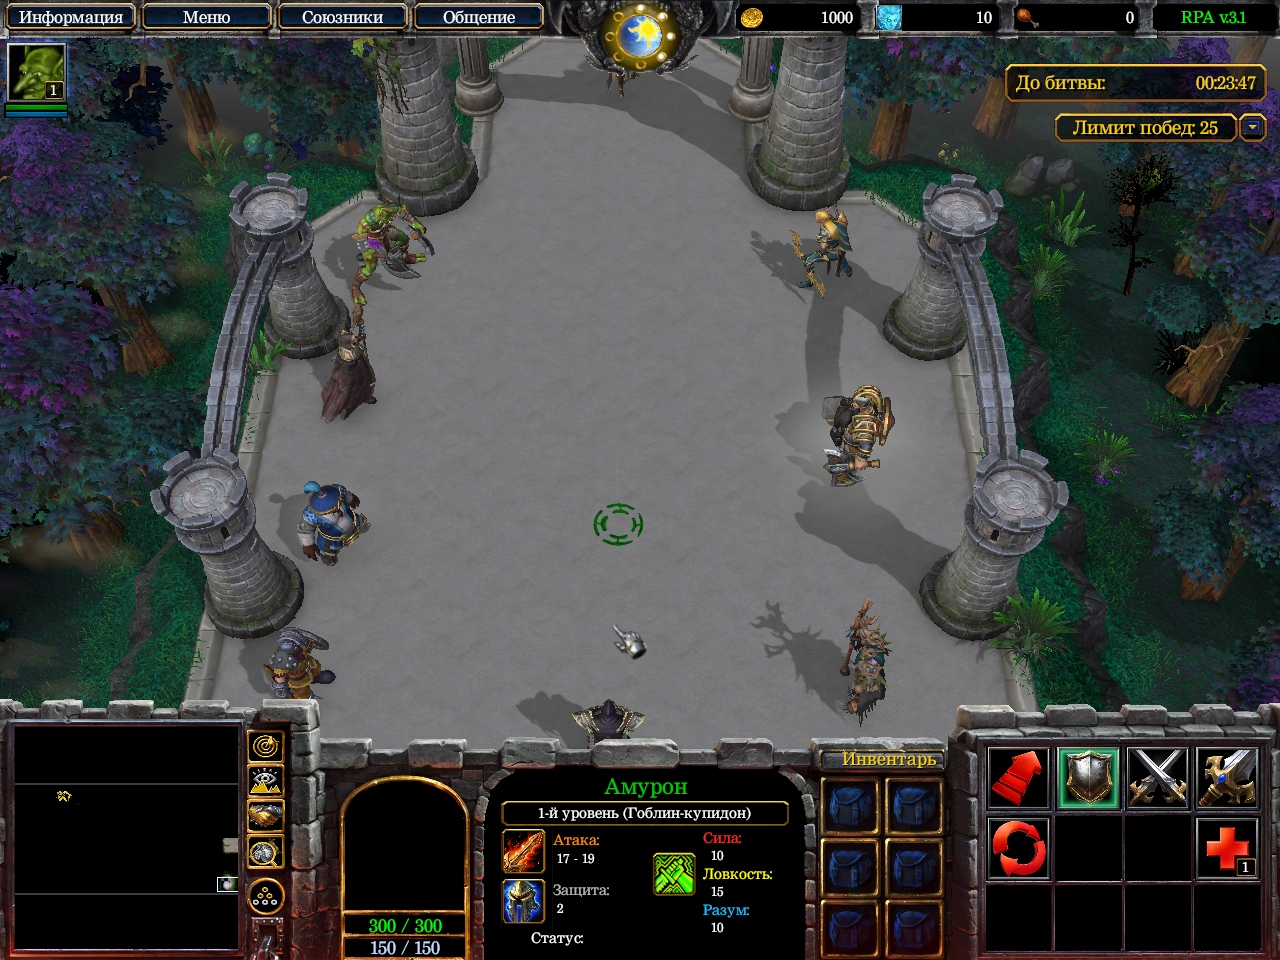 Информация Меню Союзники Общение 1000 10 0 RPA v.3.1
1
До битвы: 00:23:47
Лимит побед: 25
Амурон
1-й уровень (Гоблин-купидон)
Атака:
17 - 19
Защита:
2
Сила:
10
Ловкость:
15
Разум:
10
Статус:
300 / 300
150 / 150
Инвентарь
1